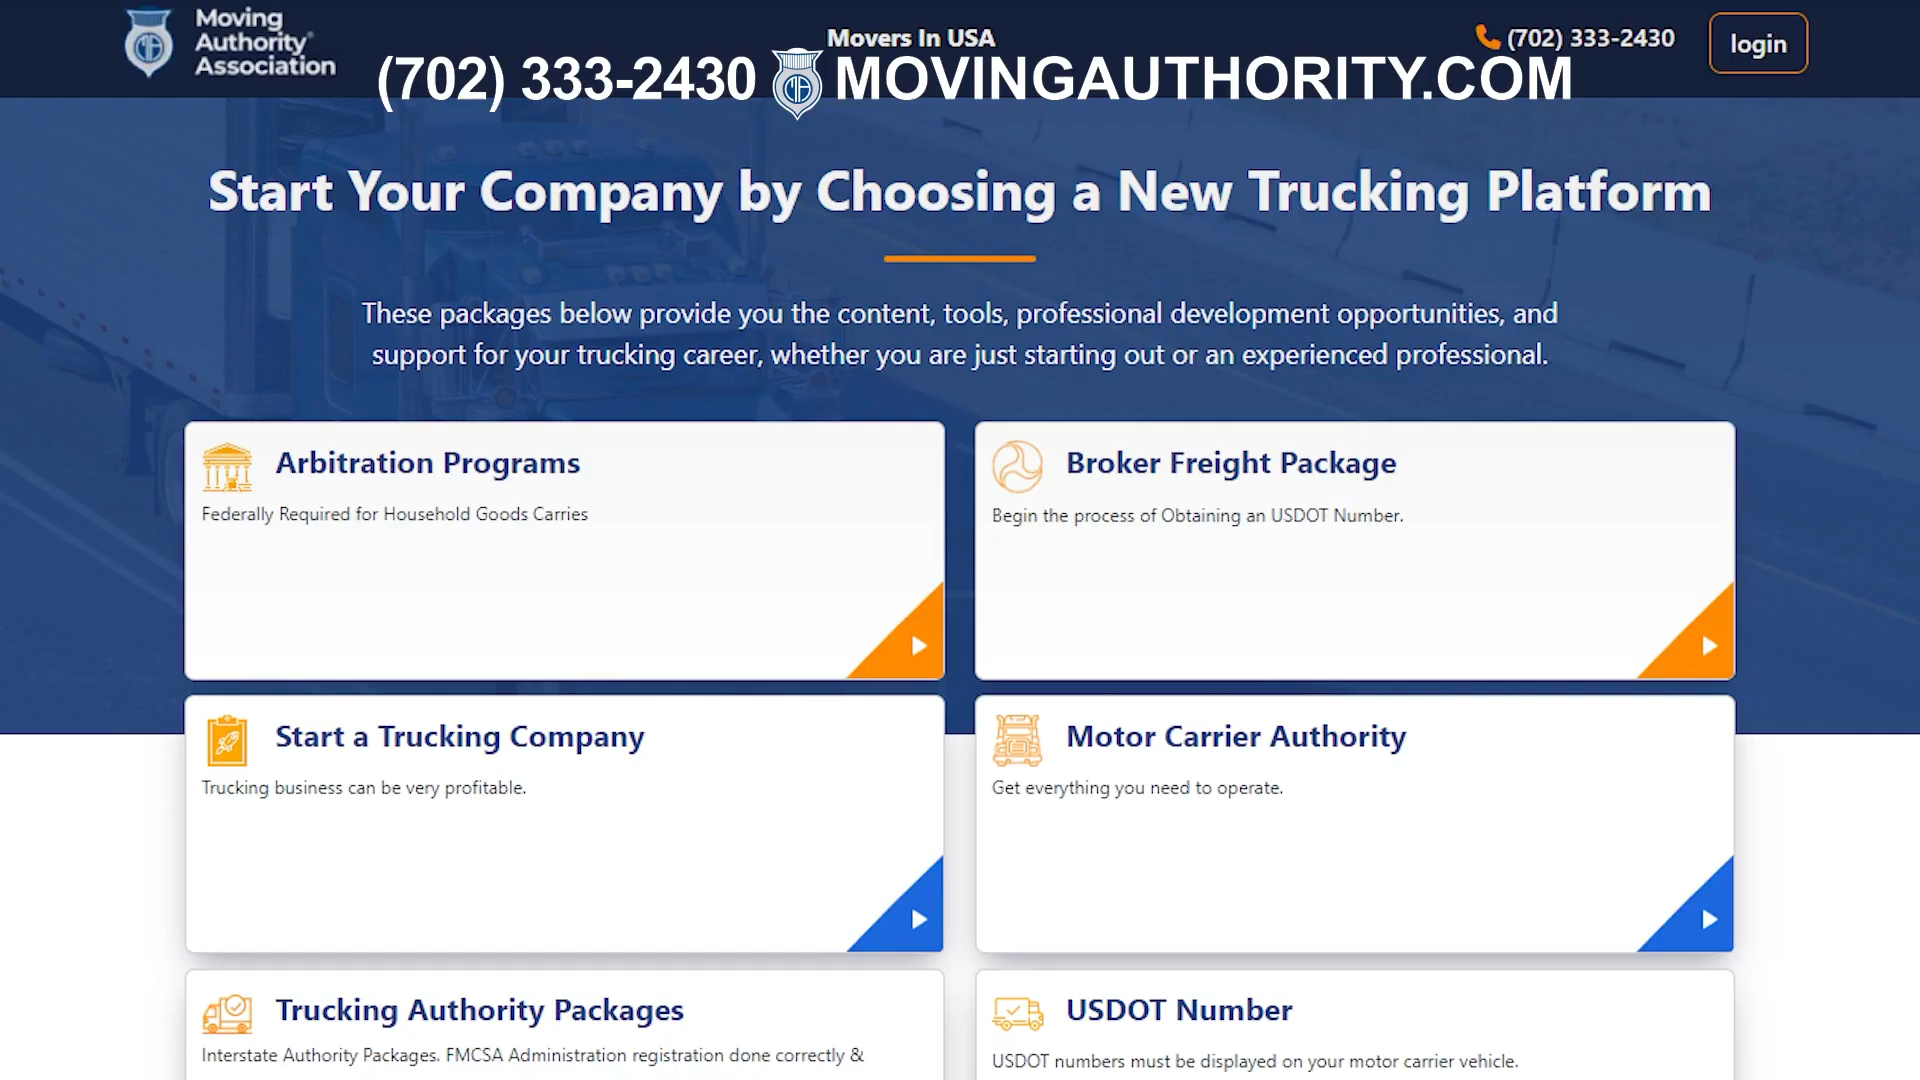 Moving
Authority®
Association
Movers In USA
(702) 333-2430
login
(702) 333-2430 MOVINGAUTHORITY.COM
Start Your Company by Choosing a New Trucking Platform
These packages below provide you the content, tools, professional development opportunities, and
support for your trucking career, whether you are just starting out or an experienced professional.
Arbitration Programs
Federally Required for Household Goods Carries
Broker Freight Package
Begin the process of Obtaining an USDOT Number.
Start a Trucking Company
Trucking business can be very profitable.
Motor Carrier Authority
Get everything you need to operate.
Trucking Authority Packages
Interstate Authority Packages. FMCSA Administration registration done correctly &
USDOT Number
USDOT numbers must be displayed on your motor carrier vehicle.